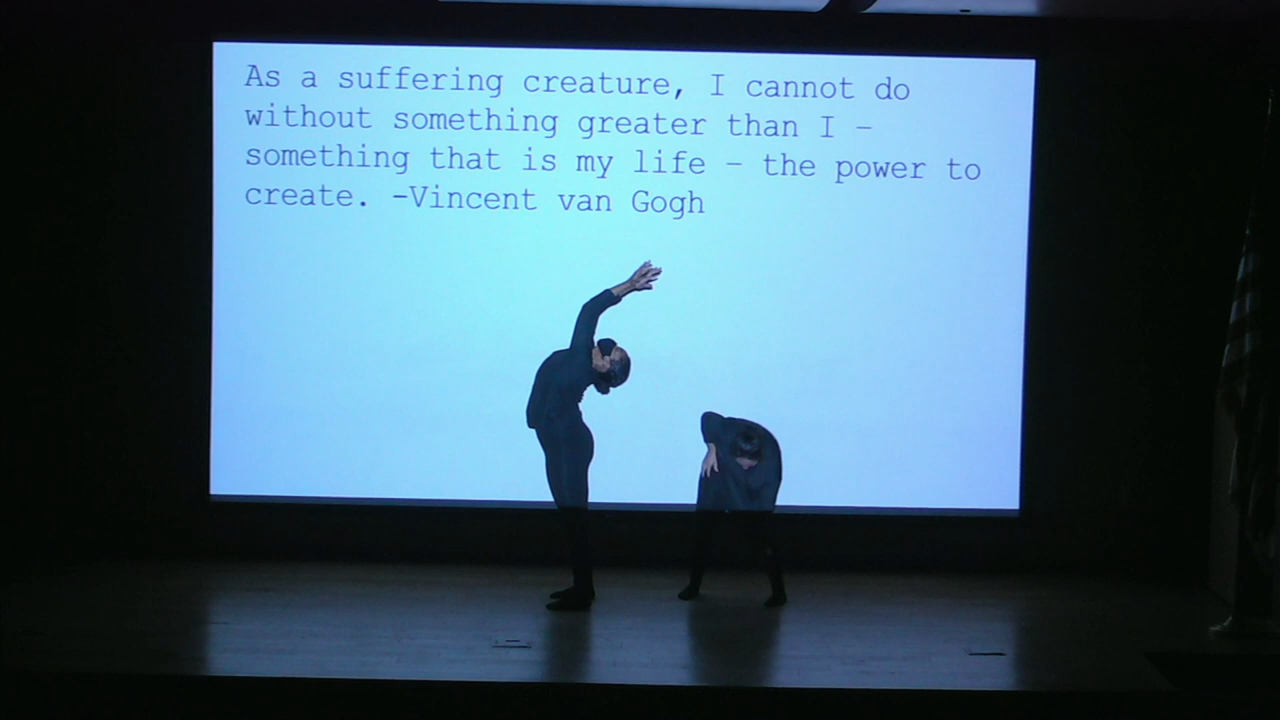 As a suffering creature, I cannot do
without something greater than I –
something that is my life – the power to
create. -Vincent van Gogh